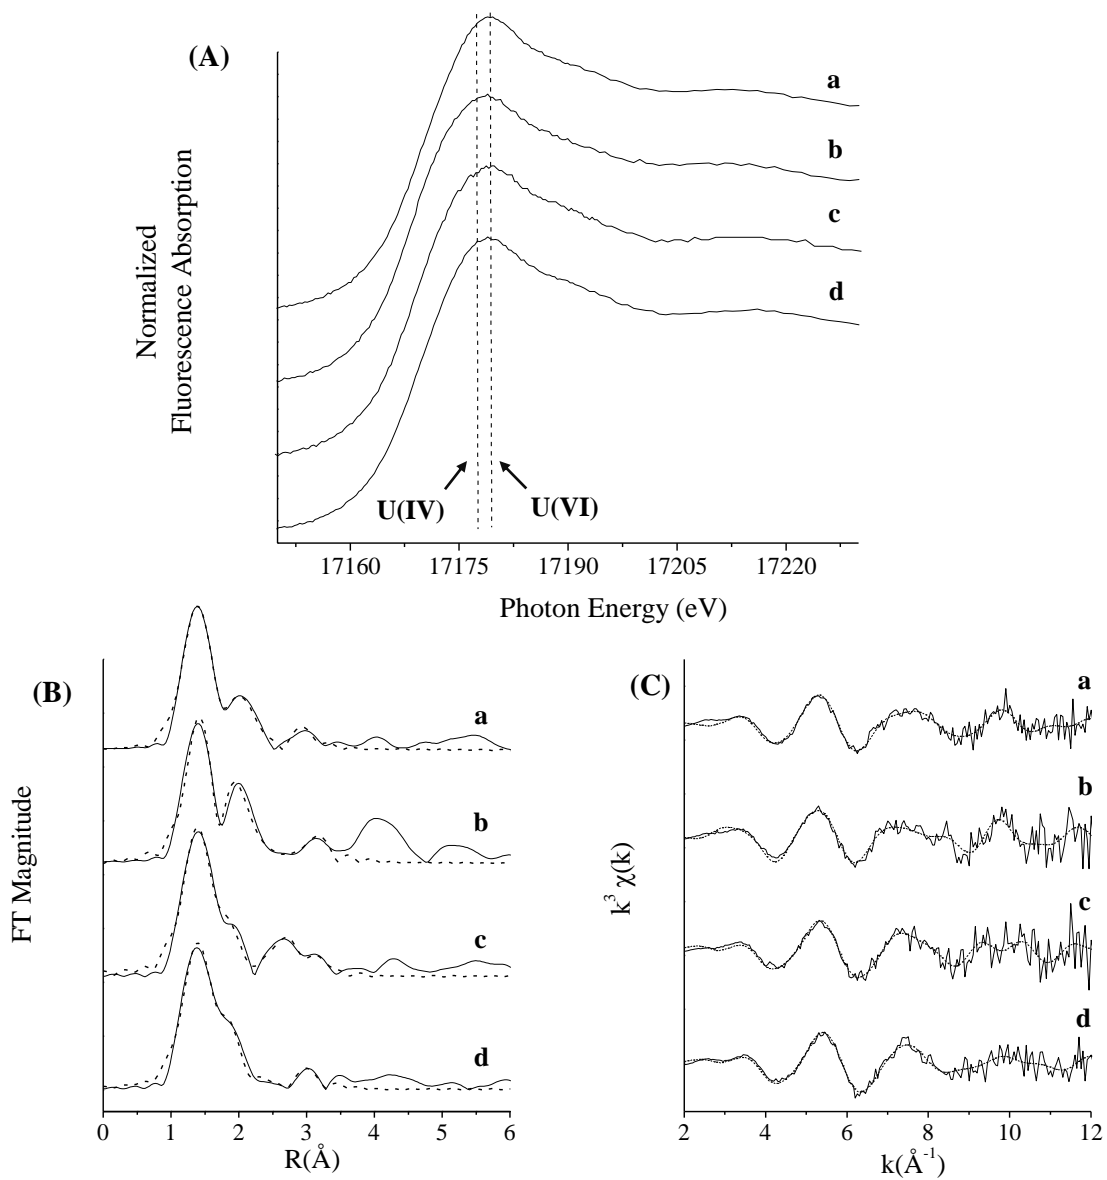 (A)
a
b
c
d
Normalized
Fluorescence Absorption
U(IV)
U(VI)
17160 17175 17190 17205 17220
Photon Energy (eV)
(B)
a
b
c
d
FT Magnitude
0 1 2 3 4 5 6
R(Å)
(C)
a
b
c
d
k³ χ(k)
2 4 6 8 10 12
k(Å⁻¹)